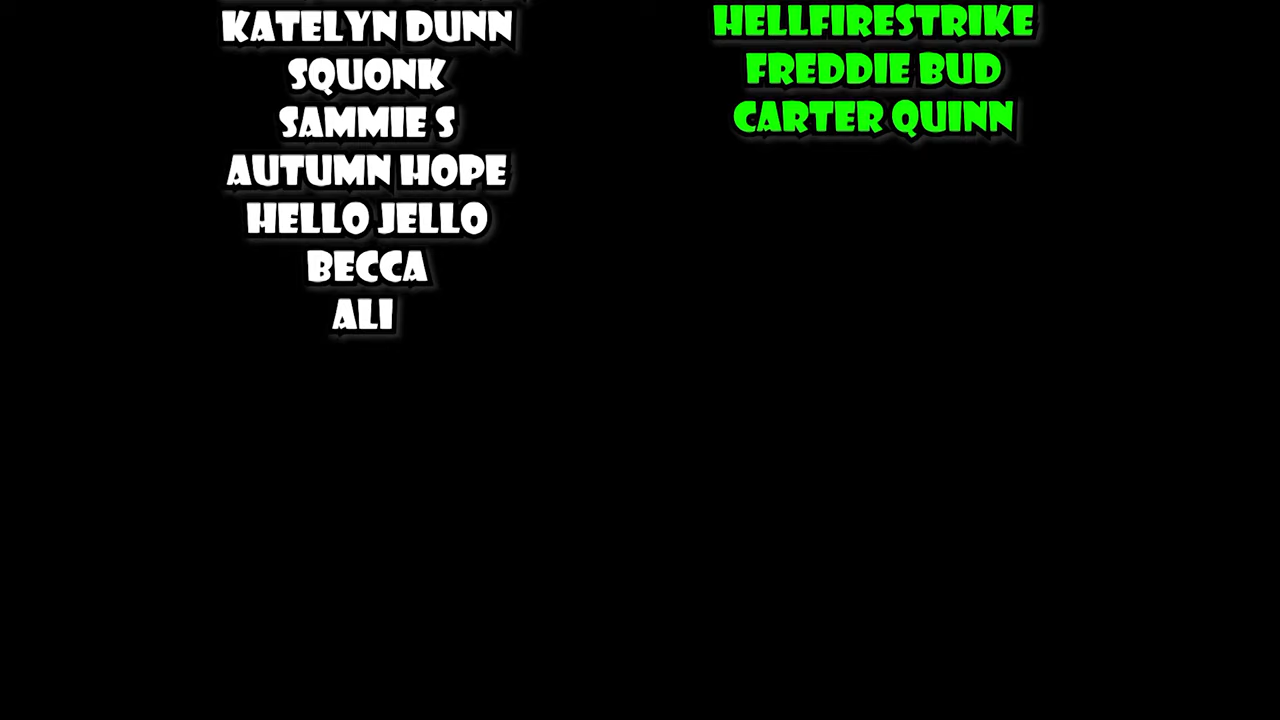 KATELYN DUNN
SQUONK
SAMMIE S
AUTUMN HOPE
HELLO JELLO
BECCA
ALI
HELLFIRESTRIKE
FREDDIE BUD
CARTER QUINN